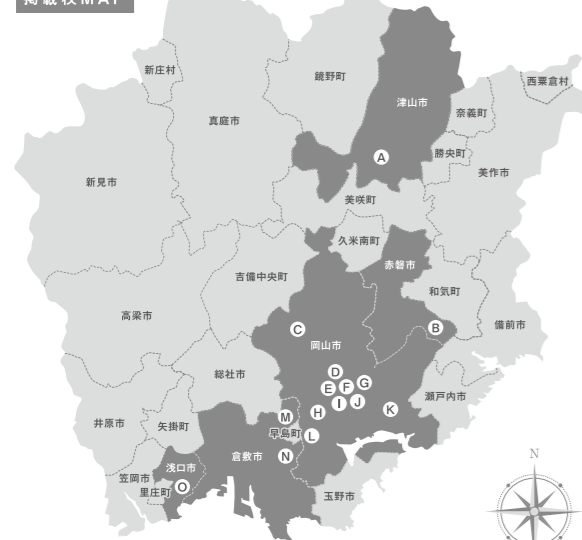 掲載校MAP
新庄村
鏡野町
西粟倉村
津山市
奈義町
真庭市
A
勝央町
美作市
新見市
美咲町
久米南町
赤磐市
吉備中央町
和気町
高梁市
C
B
備前市
岡山市
総社市
D
E
F
G
瀬戸内市
井原市
矢掛町
M
H
I
J
K
早島町
L
N
浅口市
倉敷市
笠岡市
里庄町
O
玉野市
N